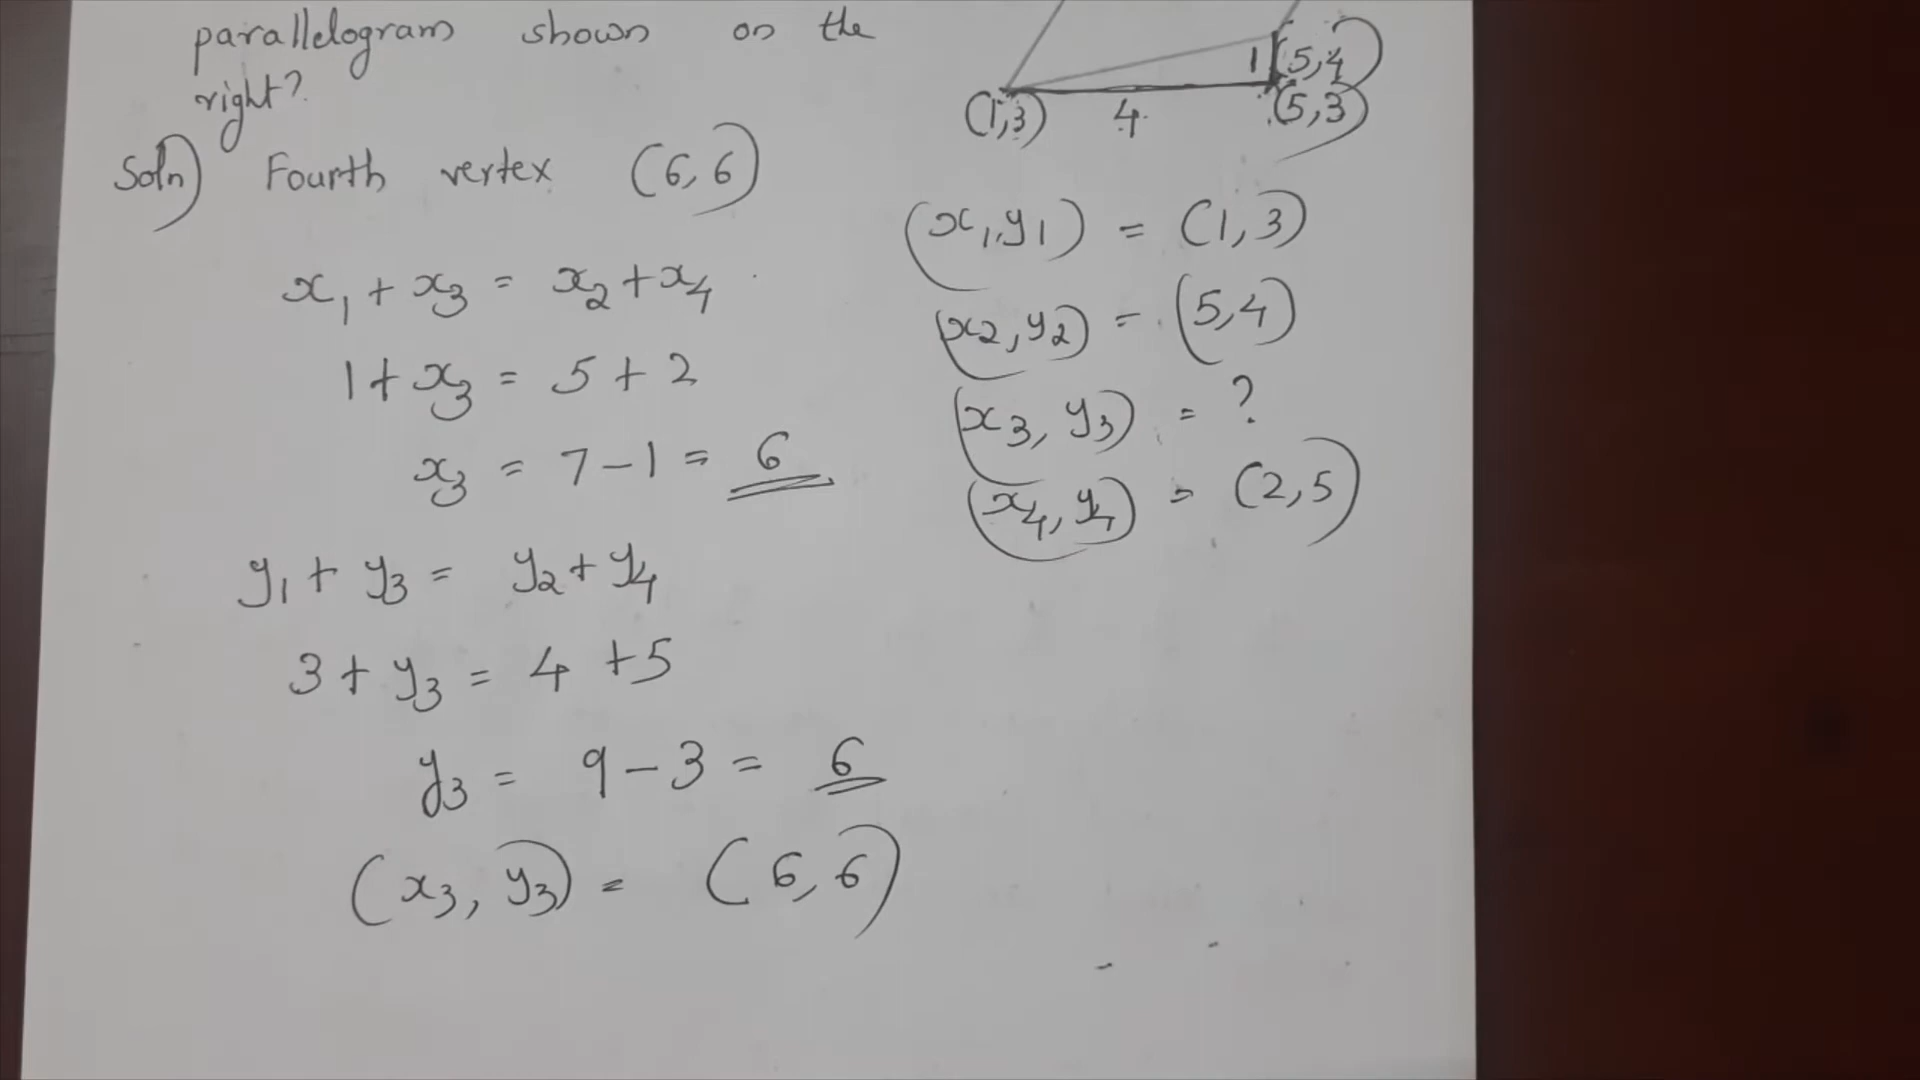 parallelogram shown on the
right?
1 (5,4)
(1,3) 4 (5,3)
Soln) Fourth vertex (6,6)
x₁ + x₃ = x₂ + x₄
1 + x₃ = 5 + 2
x₃ = 7 - 1 = 6
y₁ + y₃ = y₂ + y₄
3 + y₃ = 4 + 5
y₃ = 9 - 3 = 6
(x₃, y₃) = (6,6)
(x₁, y₁) = (1,3)
(x₂, y₂) = (5,4)
(x₃, y₃) = ?
(x₄, y₄) = (2,5)